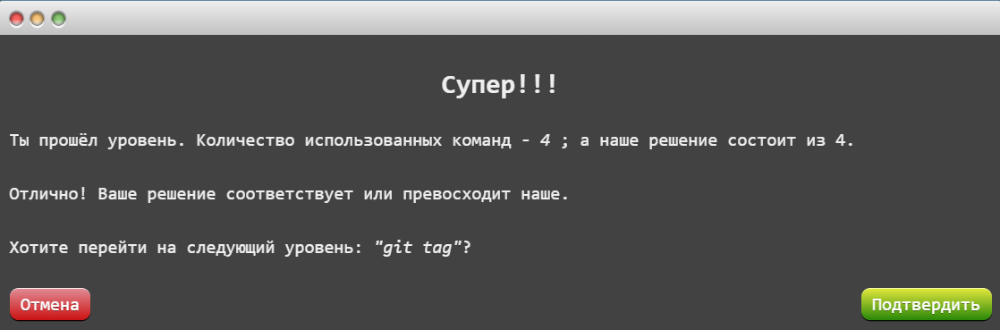 Супер!!!
Ты прошёл уровень. Количество использованных команд - 4 ; а наше решение состоит из 4.
Отлично! Ваше решение соответствует или превосходит наше.
Хотите перейти на следующий уровень: "git tag"?
Отмена
Подтвердить